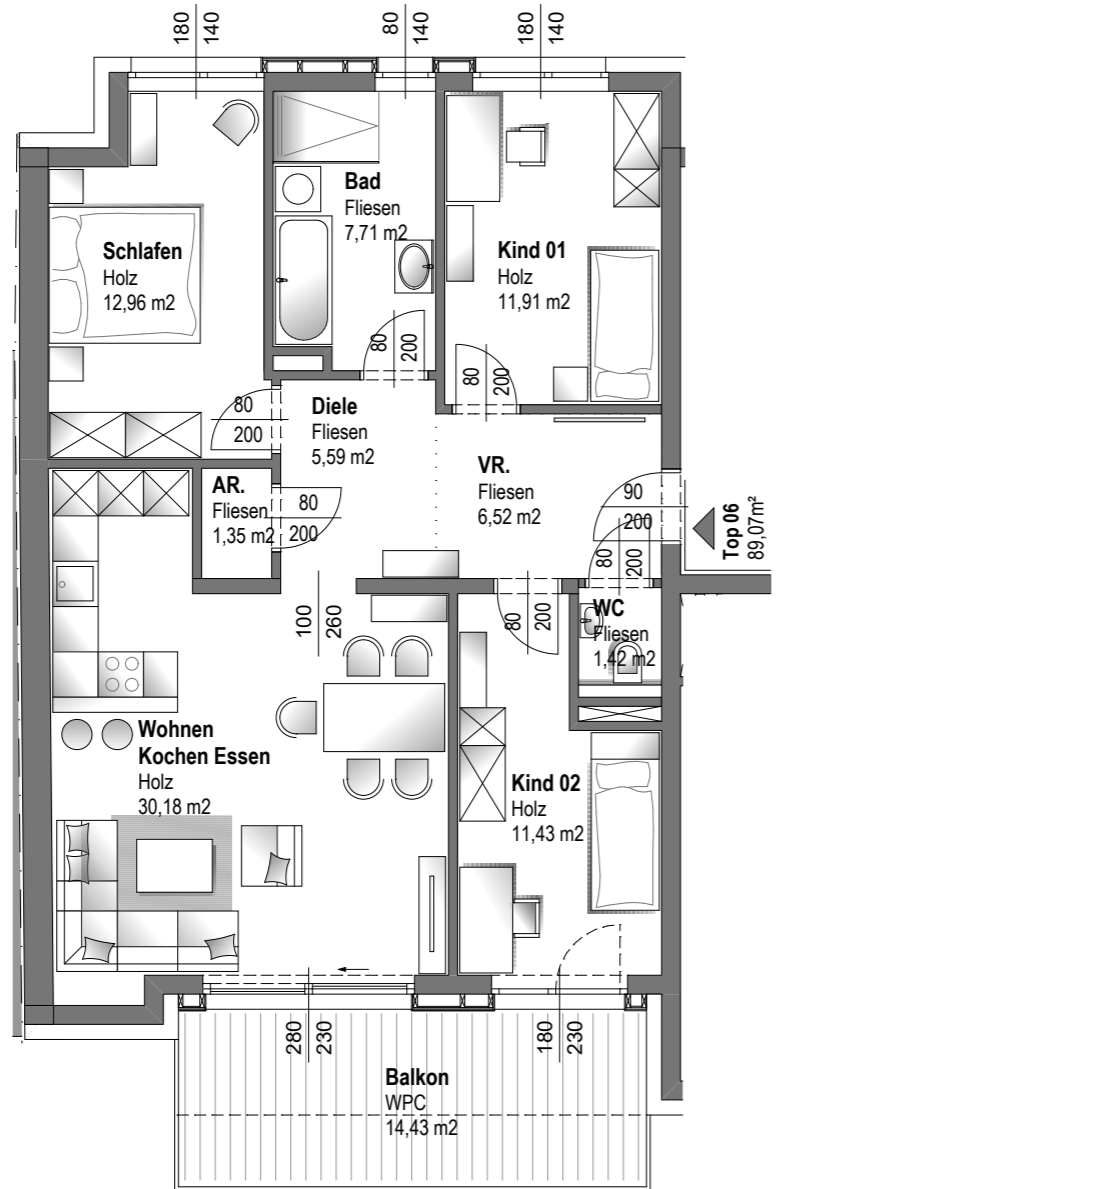 180
140
80
140
180
140
Bad
Fliesen
7,71 m2
Schlafen
Holz
12,96 m2
Kind 01
Holz
11,91 m2
80
200
80
200
80
200
Diele
Fliesen
5,59 m2
VR.
Fliesen
6,52 m2
AR.
Fliesen
1,35 m2
80
200
90
200
Top 06
89,07m²
80
200
100
260
80
200
WC
Fliesen
1,42 m2
Wohnen
Kochen Essen
Holz
30,18 m2
Kind 02
Holz
11,43 m2
280
230
180
230
Balkon
WPC
14,43 m2